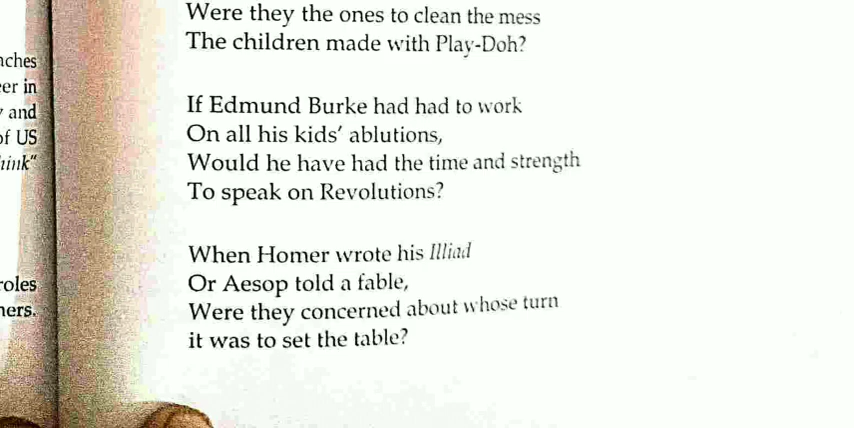 Were they the ones to clean the mess
The children made with Play-Doh?
If Edmund Burke had had to work
On all his kids' ablutions,
Would he have had the time and strength
To speak on Revolutions?
When Homer wrote his Illiad
Or Aesop told a fable,
Were they concerned about whose turn
it was to set the table?
and
of US